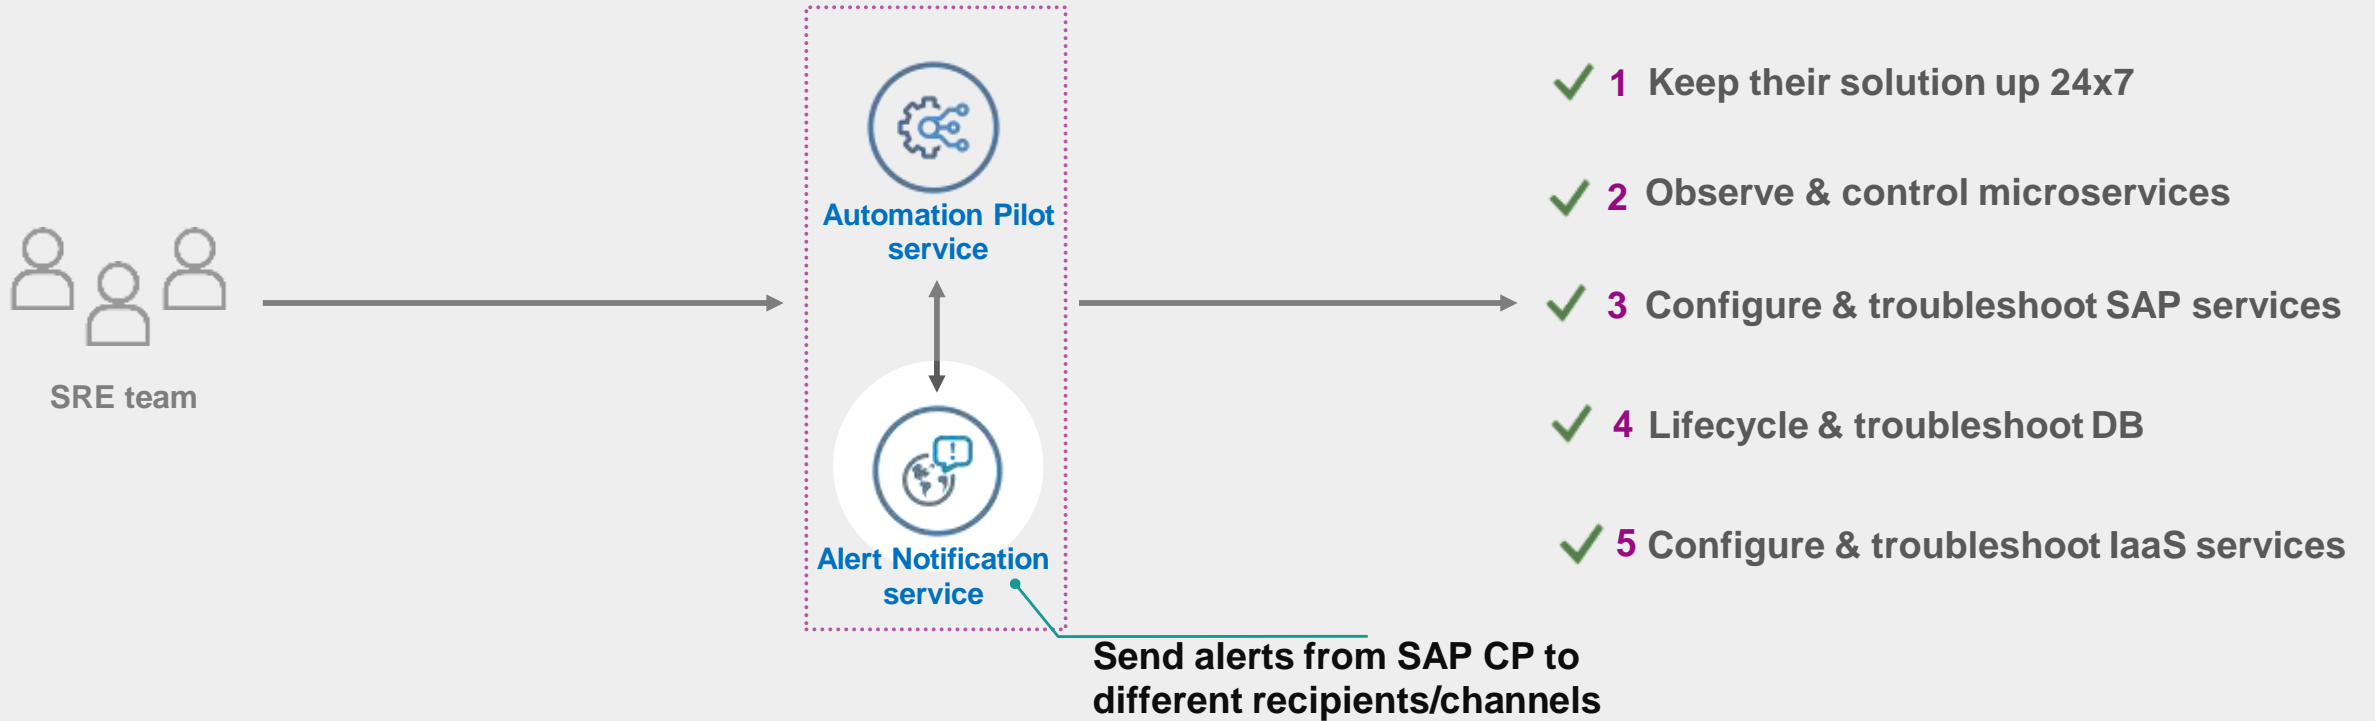 SRE team
Automation Pilot
service
Alert Notification
service
Send alerts from SAP CP to
different recipients/channels
1 Keep their solution up 24x7
2 Observe & control microservices
3 Configure & troubleshoot SAP services
4 Lifecycle & troubleshoot DB
5 Configure & troubleshoot IaaS services